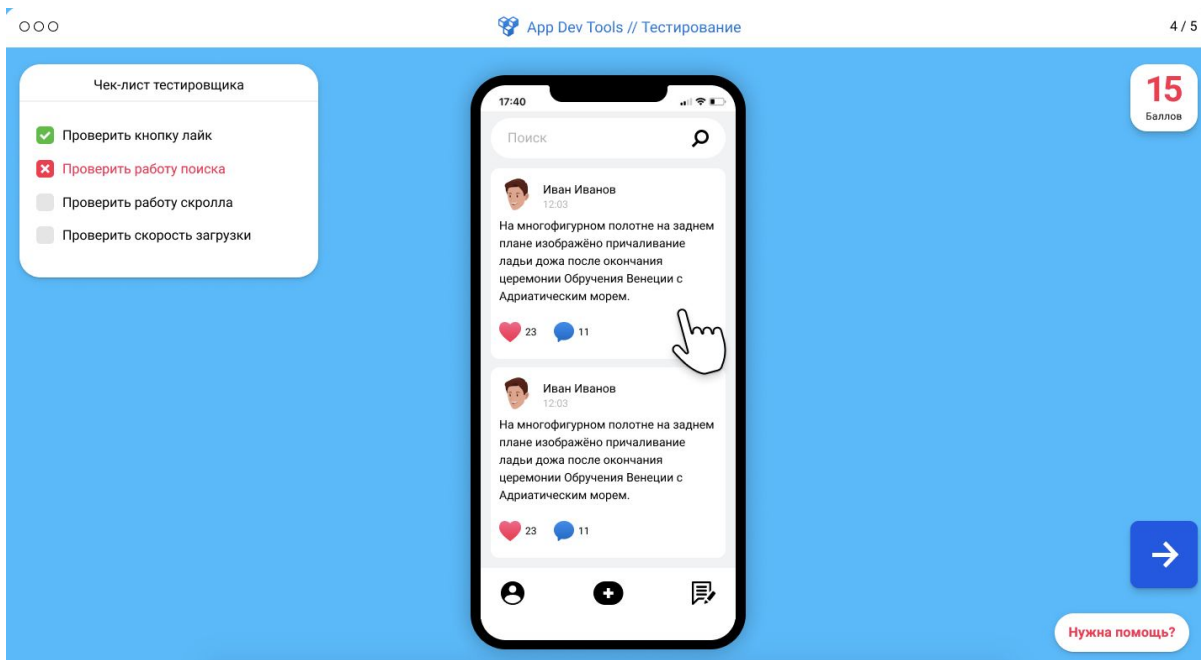 App Dev Tools // Тестирование
4 / 5
Чек-лист тестировщика
Проверить кнопку лайк
Проверить работу поиска
Проверить работу скролла
Проверить скорость загрузки
15
Баллов
17:40
Поиск
Иван Иванов
12:03
На многофигурном полотне на заднем
плане изображёно причаливание
ладьи дожа после окончания
церемонии Обручения Венеции с
Адриатическим морем.
23 11
Иван Иванов
12:03
На многофигурном полотне на заднем
плане изображёно причаливание
ладьи дожа после окончания
церемонии Обручения Венеции с
Адриатическим морем.
23 11
Нужна помощь?